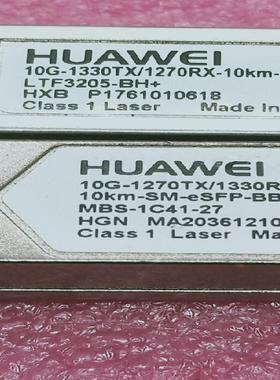 HUAWEI
10G-1330TX/1270RX-10km-
LTF3205-BH+
HXB P1761010618
Class 1 Laser Made In
HUAWEI
10G-1270TX/1330R
10km-SM-eSFP-BB
MBS-1C41-27
HGN MA20361210
Class 1 Laser Ma